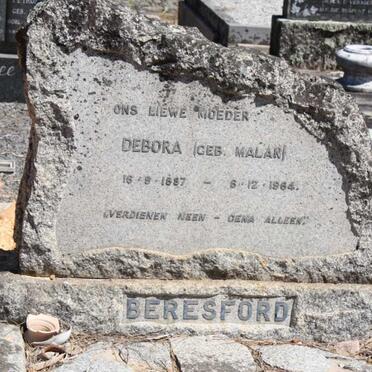 ONS LIEWE MOEDER
DEBORA (GEB. MALAN)
16·9·1887 – 6·12·1964.
„VERDIENEN NEEN – GENA ALLEEN."
BERESFORD